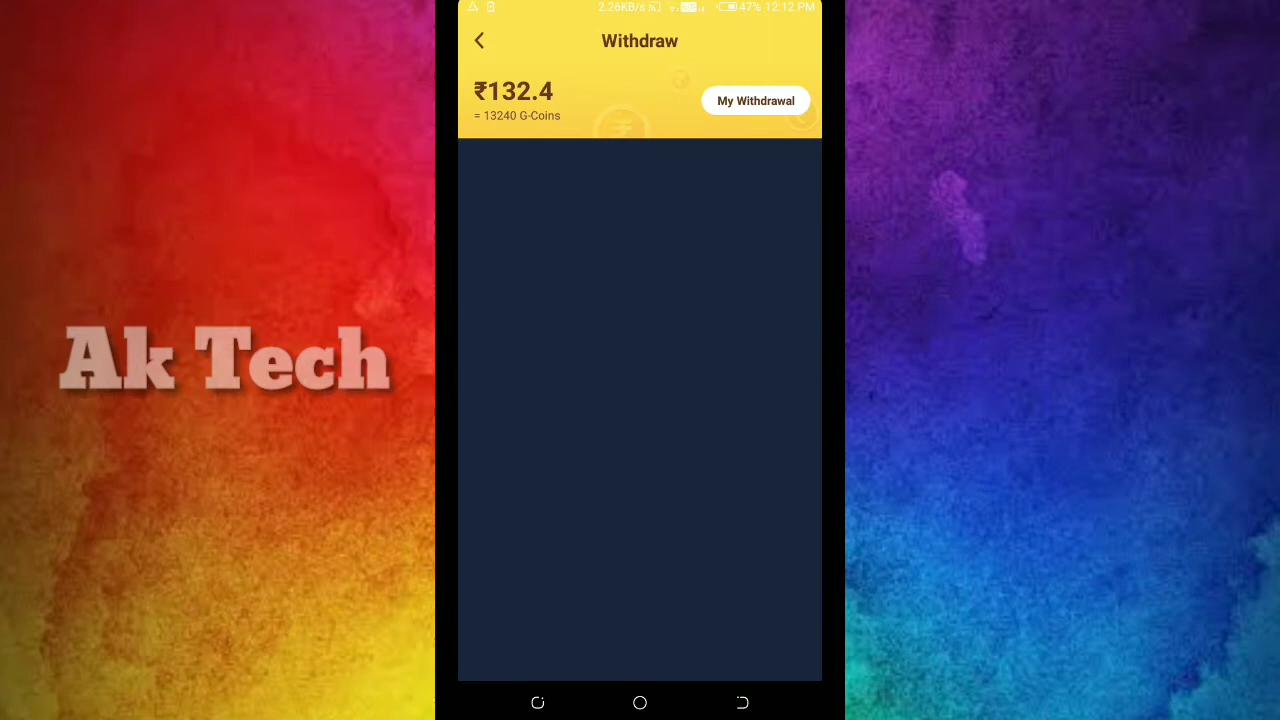 2.26KB/s 47% 12:12 PM
Withdraw
₹132.4
= 13240 G-Coins
My Withdrawal
Ak Tech